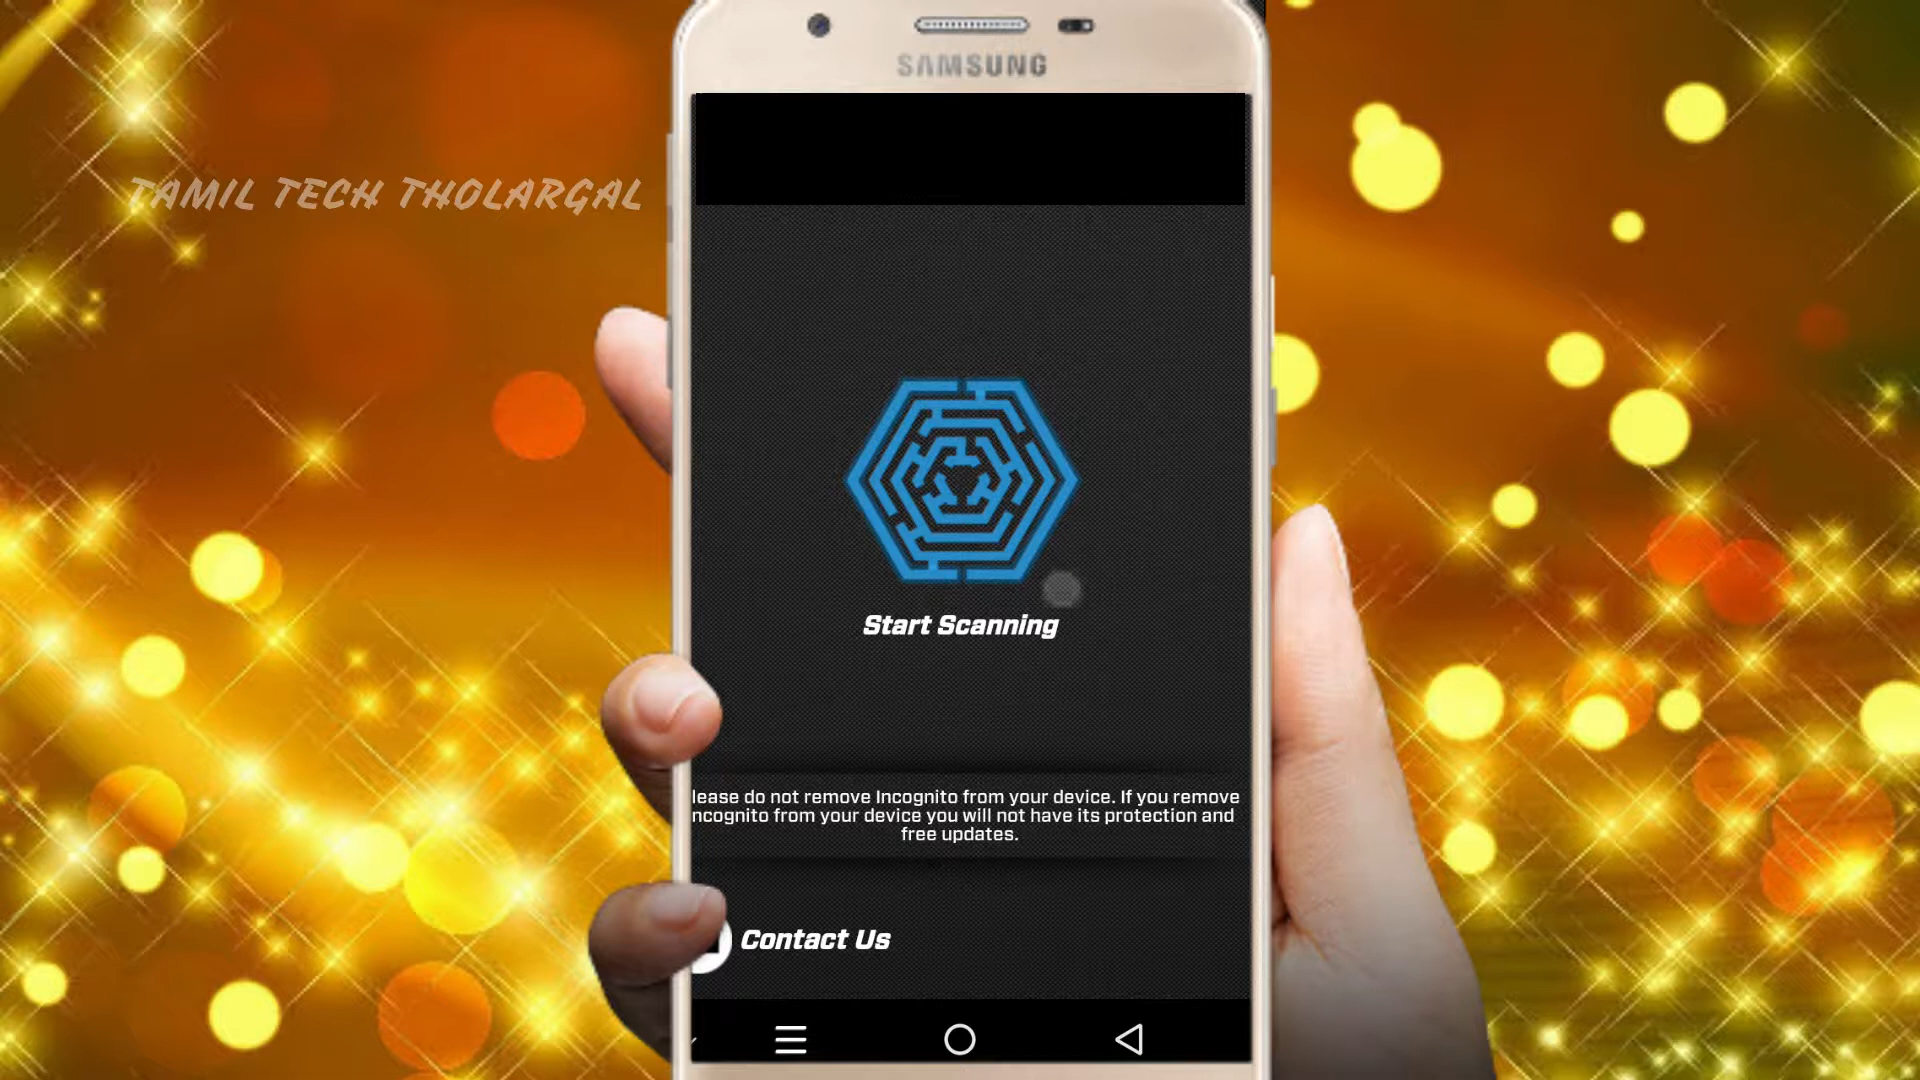 SAMSUNG
TAMIL TECH THOLARGAL
Start Scanning
lease do not remove Incognito from your device. If you remove
ncognito from your device you will not have its protection and
free updates.
Contact Us